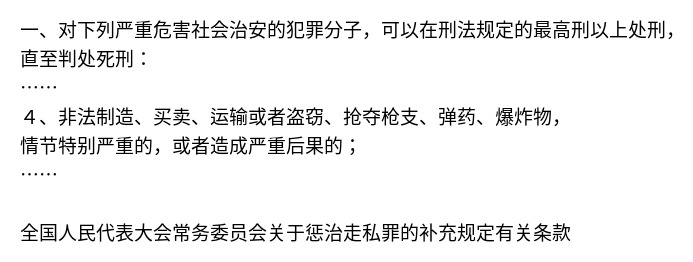 一、对下列严重危害社会治安的犯罪分子，可以在刑法规定的最高刑以上处刑，
直至判处死刑：
……
４、非法制造、买卖、运输或者盗窃、抢夺枪支、弹药、爆炸物，
情节特别严重的，或者造成严重后果的；
……
全国人民代表大会常务委员会关于惩治走私罪的补充规定有关条款